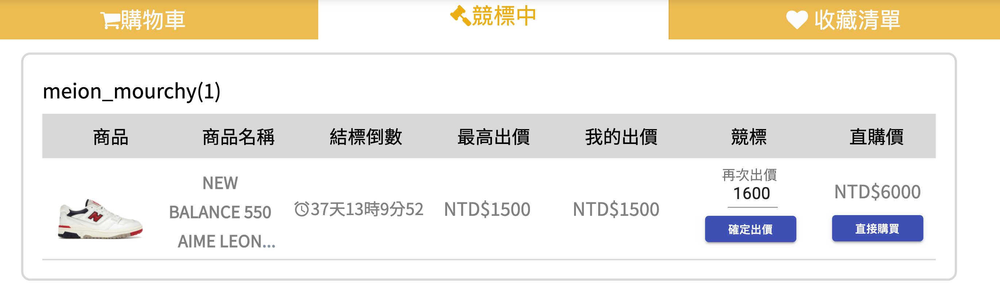 購物車
競標中
收藏清單
meion_mourchy(1)
商品 商品名稱 結標倒數 最高出價 我的出價 競標 直購價
NEW
BALANCE 550
AIME LEON...
37天13時9分52
NTD$1500
NTD$1500
再次出價
1600
確定出價
NTD$6000
直接購買
N